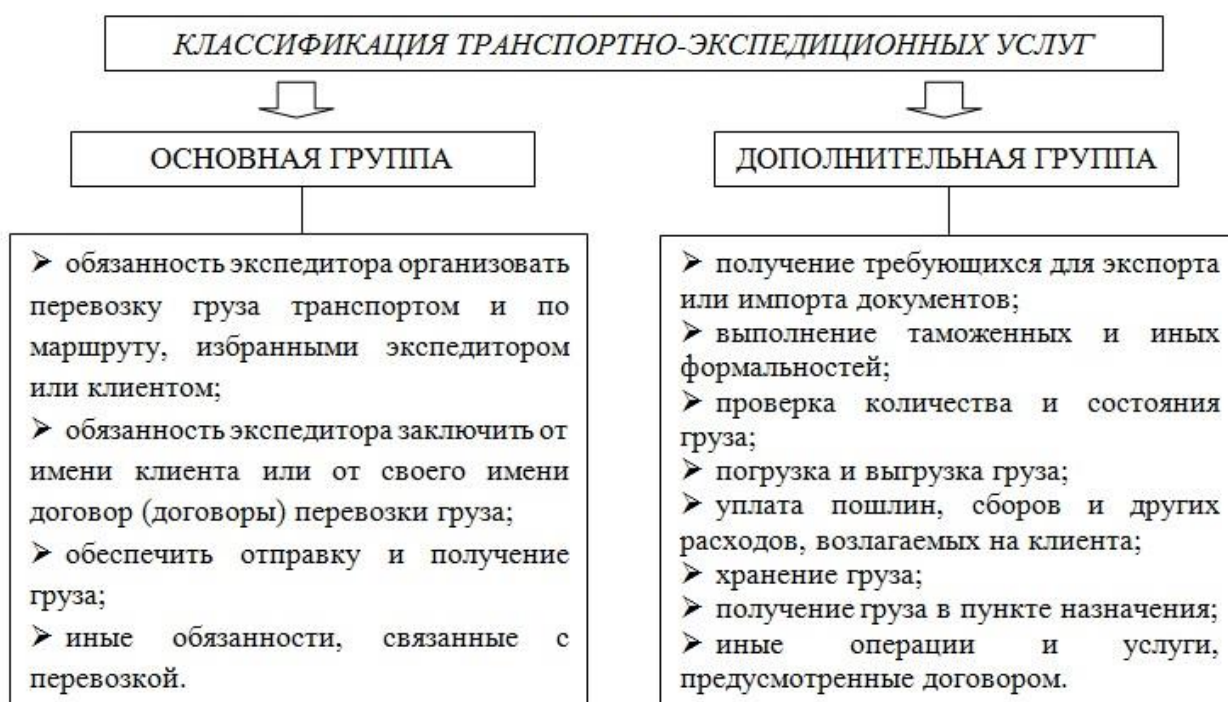 КЛАССИФИКАЦИЯ ТРАНСПОРТНО-ЭКСПЕДИЦИОННЫХ УСЛУГ
ОСНОВНАЯ ГРУППА
➤ обязанность экспедитора организовать
перевозку груза транспортом и по
маршруту, избранными экспедитором
или клиентом;
➤ обязанность экспедитора заключить от
имени клиента или от своего имени
договор (договоры) перевозки груза;
➤ обеспечить отправку и получение
груза;
➤ иные обязанности, связанные с
перевозкой.
ДОПОЛНИТЕЛЬНАЯ ГРУППА
➤ получение требующихся для экспорта
или импорта документов;
➤ выполнение таможенных и иных
формальностей;
➤ проверка количества и состояния
груза;
➤ погрузка и выгрузка груза;
➤ уплата пошлин, сборов и других
расходов, возлагаемых на клиента;
➤ хранение груза;
➤ получение груза в пункте назначения;
➤ иные операции и услуги,
предусмотренные договором.